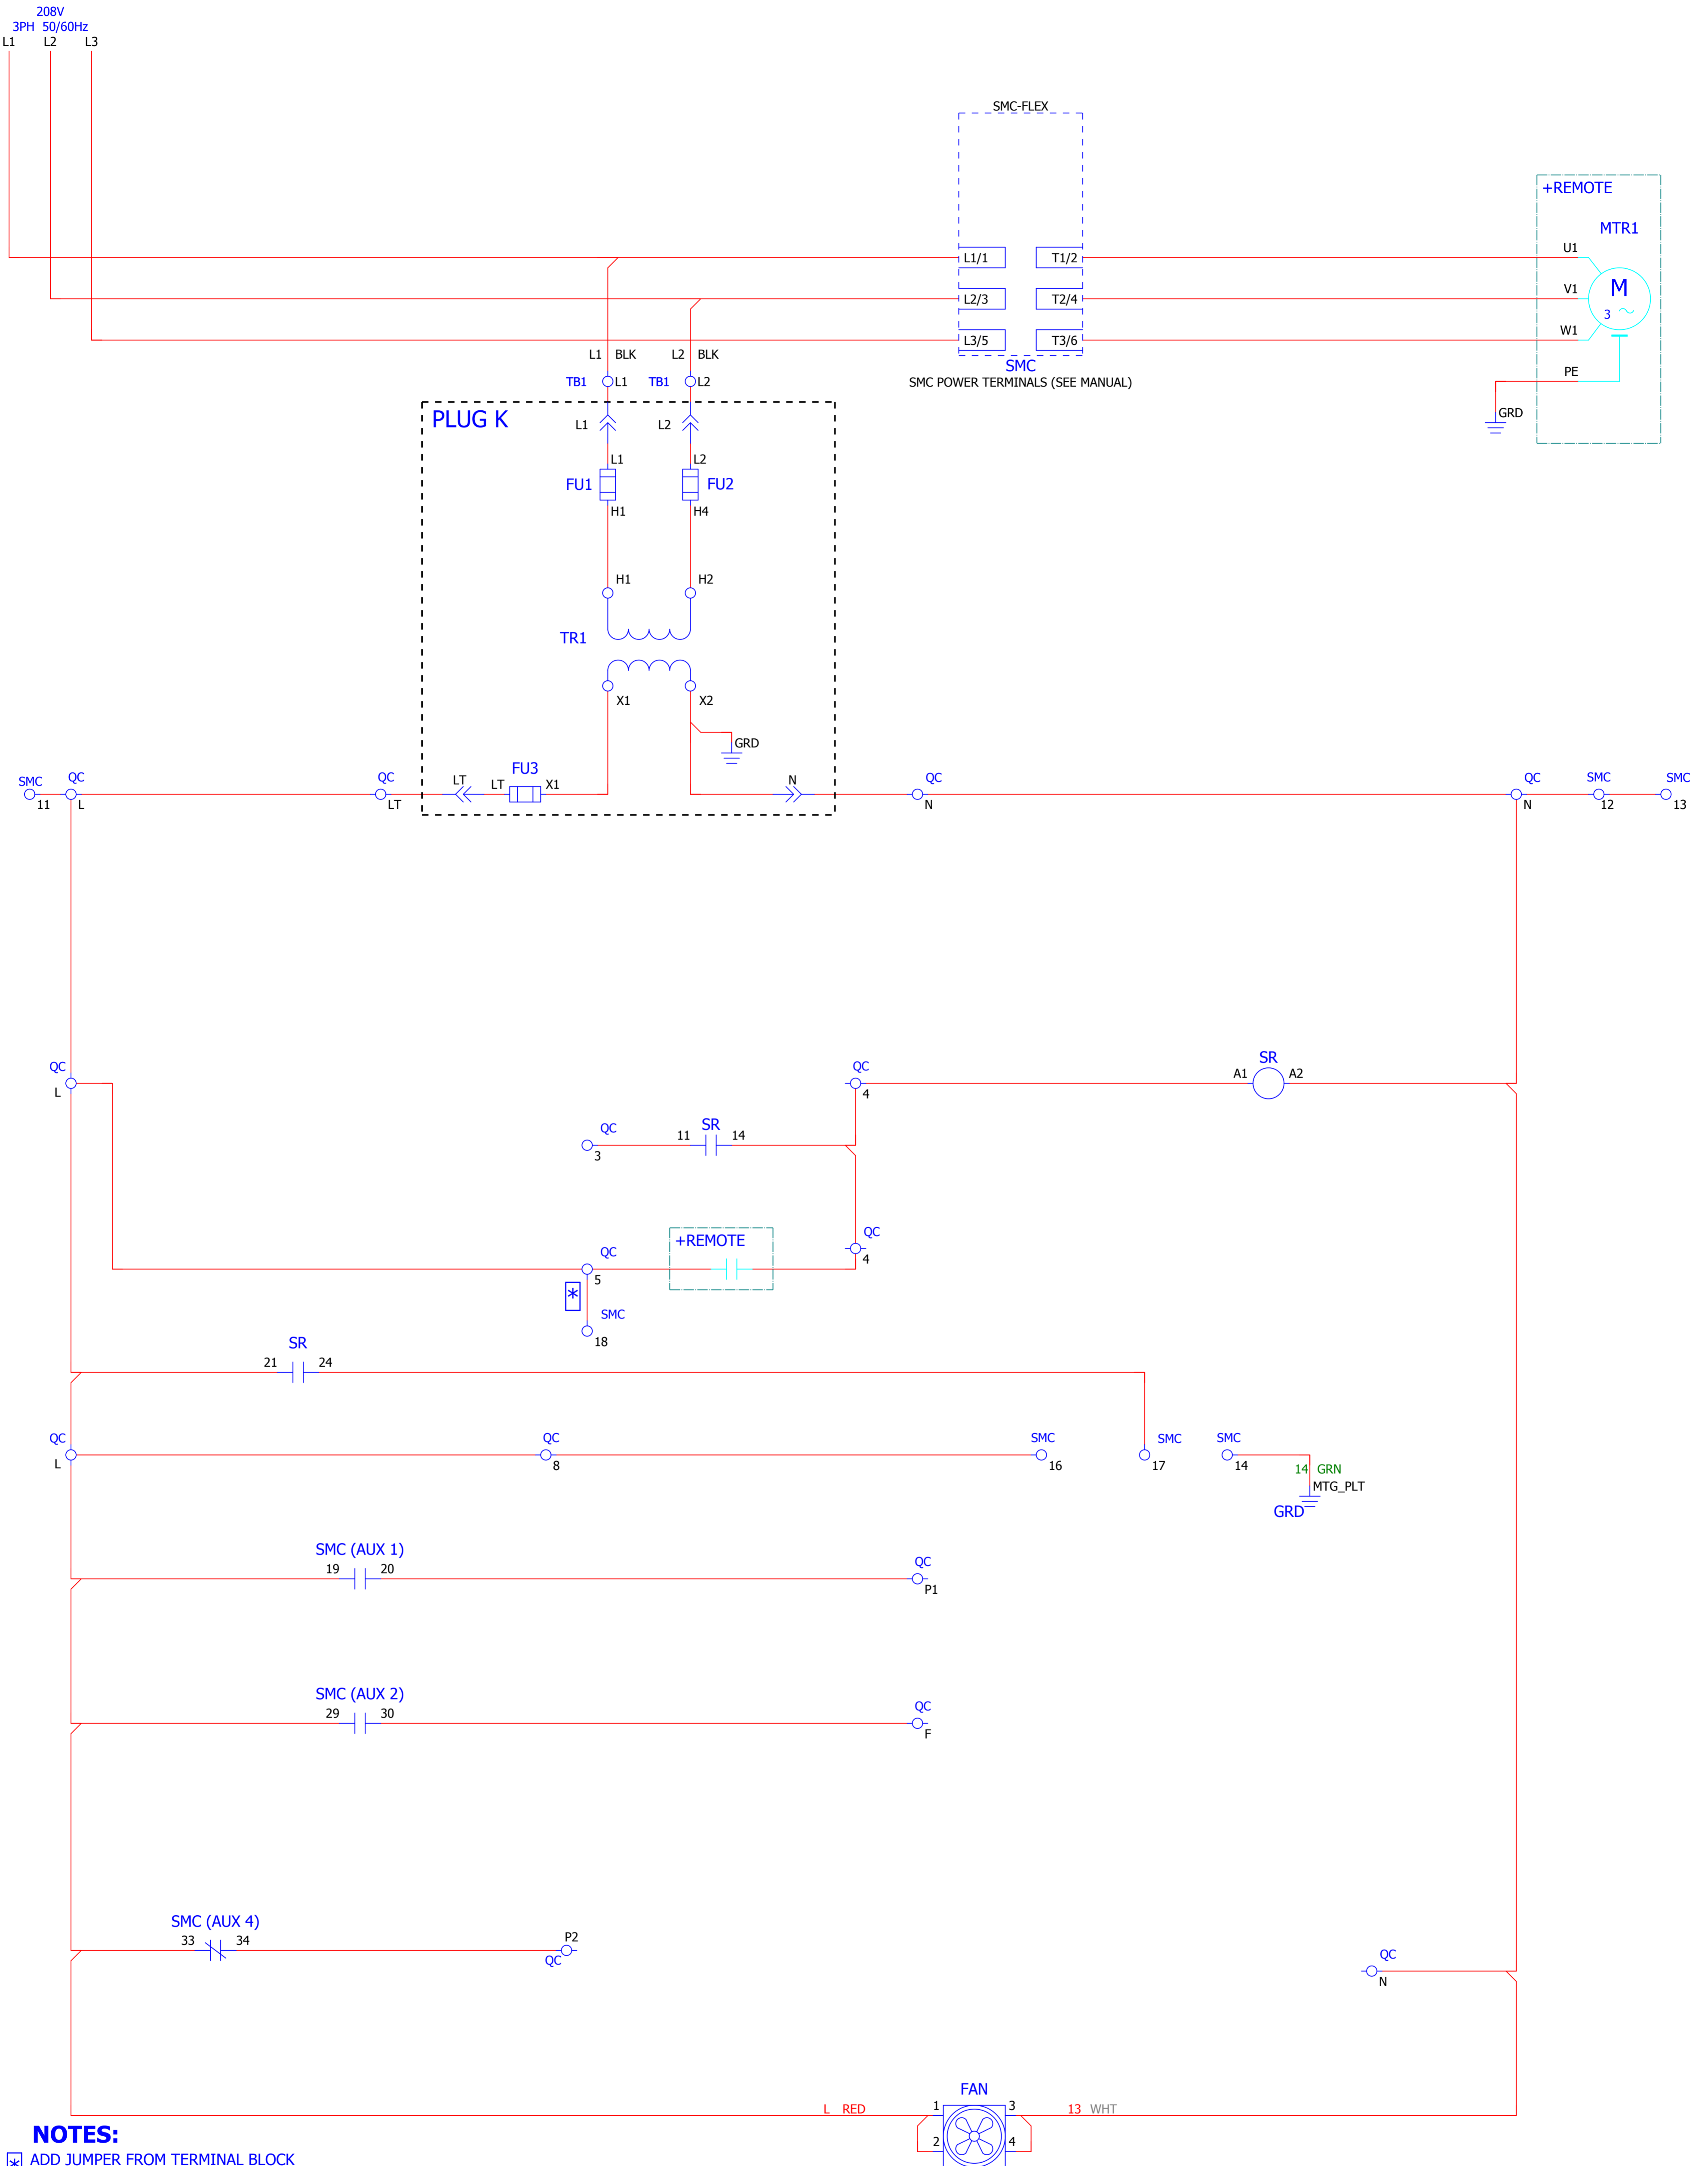 208V
3PH 50/60Hz
L1 L2 L3
SMC-FLEX
+REMOTE
MTR1
L1/1 T1/2 U1
M
3
L2/3 T2/4 V1
L3/5 T3/6 W1
SMC
SMC POWER TERMINALS (SEE MANUAL)
PE
GRD
L1 BLK L2 BLK
TB1 L1 TB1 L2
PLUG K
L1 L2
L1 L2
FU1 FU2
H1 H4
H1 H2
TR1
X1 X2
GRD
SMC QC QC FU3 QC QC SMC SMC
LT LT X1 N
11 L LT N N 12 13
QC QC SR
L 4 A1 A2
QC SR
3 11 14
+REMOTE
QC QC
5 4
*
SMC
18
SR
21 24
QC QC SMC SMC SMC
L 8 16 17 14
14 GRN
MTG_PLT
GRD
SMC (AUX 1)
19 20 QC
P1
SMC (AUX 2)
29 30 QC
F
SMC (AUX 4)
33 34 P2
QC
QC
N
FAN
L RED 1 3 13 WHT
2 4
NOTES:
* ADD JUMPER FROM TERMINAL BLOCK